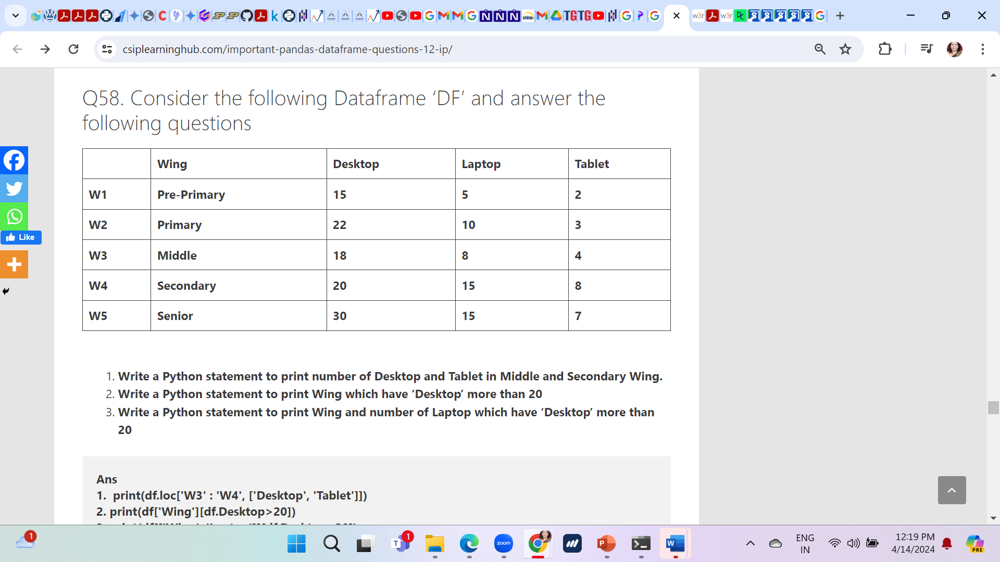 csiplearninghub.com/important-pandas-dataframe-questions-12-ip/
Q58. Consider the following Dataframe ‘DF’ and answer the
following questions
Wing Desktop Laptop Tablet
W1 Pre-Primary 15 5 2
W2 Primary 22 10 3
W3 Middle 18 8 4
W4 Secondary 20 15 8
W5 Senior 30 15 7
Like
1. Write a Python statement to print number of Desktop and Tablet in Middle and Secondary Wing.
2. Write a Python statement to print Wing which have ‘Desktop’ more than 20
3. Write a Python statement to print Wing and number of Laptop which have ‘Desktop’ more than
20
Ans
1. print(df.loc['W3' : 'W4', ['Desktop', 'Tablet']])
2. print(df['Wing'][df.Desktop>20])
1
1
zoom
ENG
IN
12:19 PM
4/14/2024
PRE